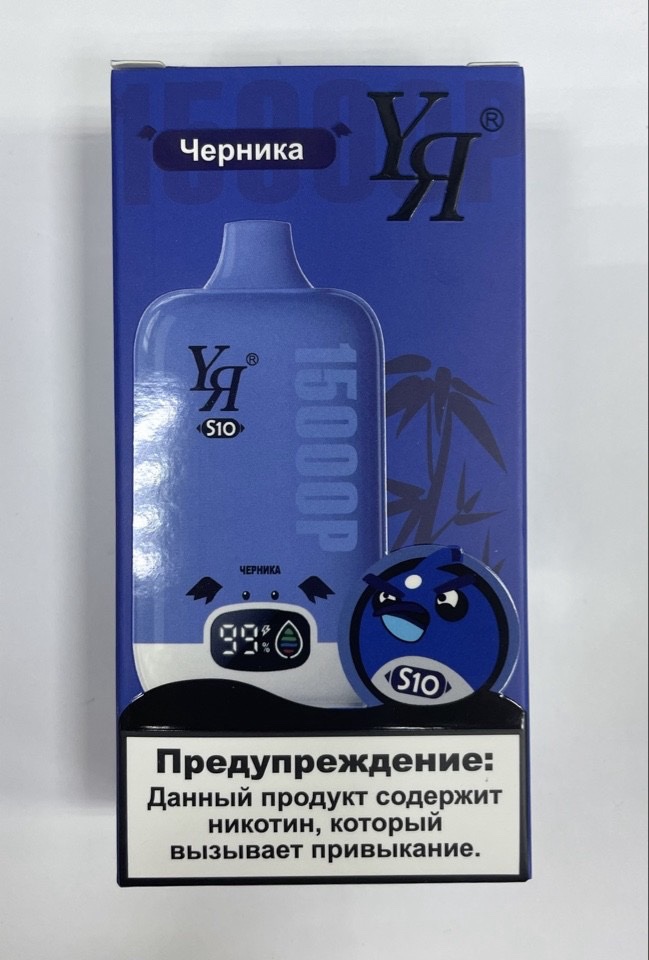 15000P
Черника
YЯ®
YЯ®
S10
15000P
ЧЕРНИКА
99%
S10
Предупреждение:
Данный продукт содержит
никотин, который
вызывает привыкание.